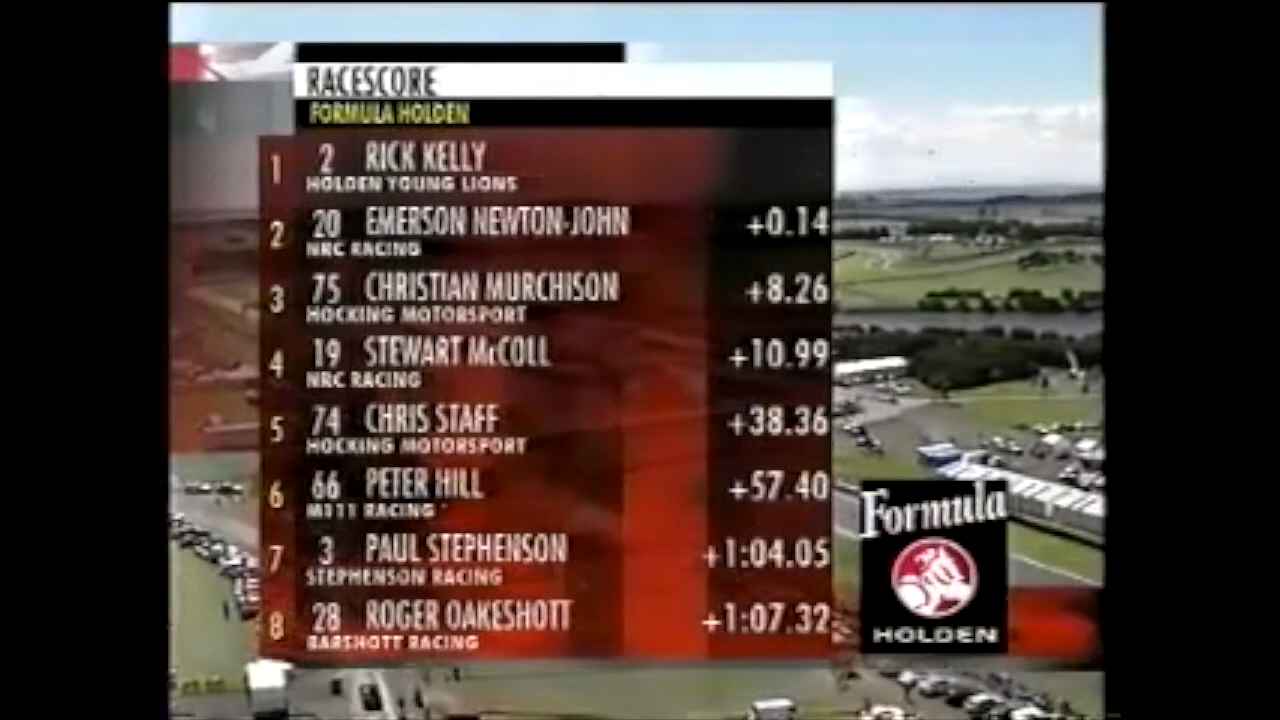 RACESCORE
FORMULA HOLDEN
1 2 RICK KELLY
HOLDEN YOUNG LIONS
2 20 EMERSON NEWTON-JOHN +0.14
NRC RACING
3 75 CHRISTIAN MURCHISON +8.26
HOCKING MOTORSPORT
4 19 STEWART McCOLL +10.99
NRC RACING
5 74 CHRIS STAFF +38.36
HOCKING MOTORSPORT
6 66 PETER HILL +57.40
M111 RACING
7 3 PAUL STEPHENSON +1:04.05
STEPHENSON RACING
8 28 ROGER OAKESHOTT +1:07.32
BARSHOTT RACING
Formula
HOLDEN